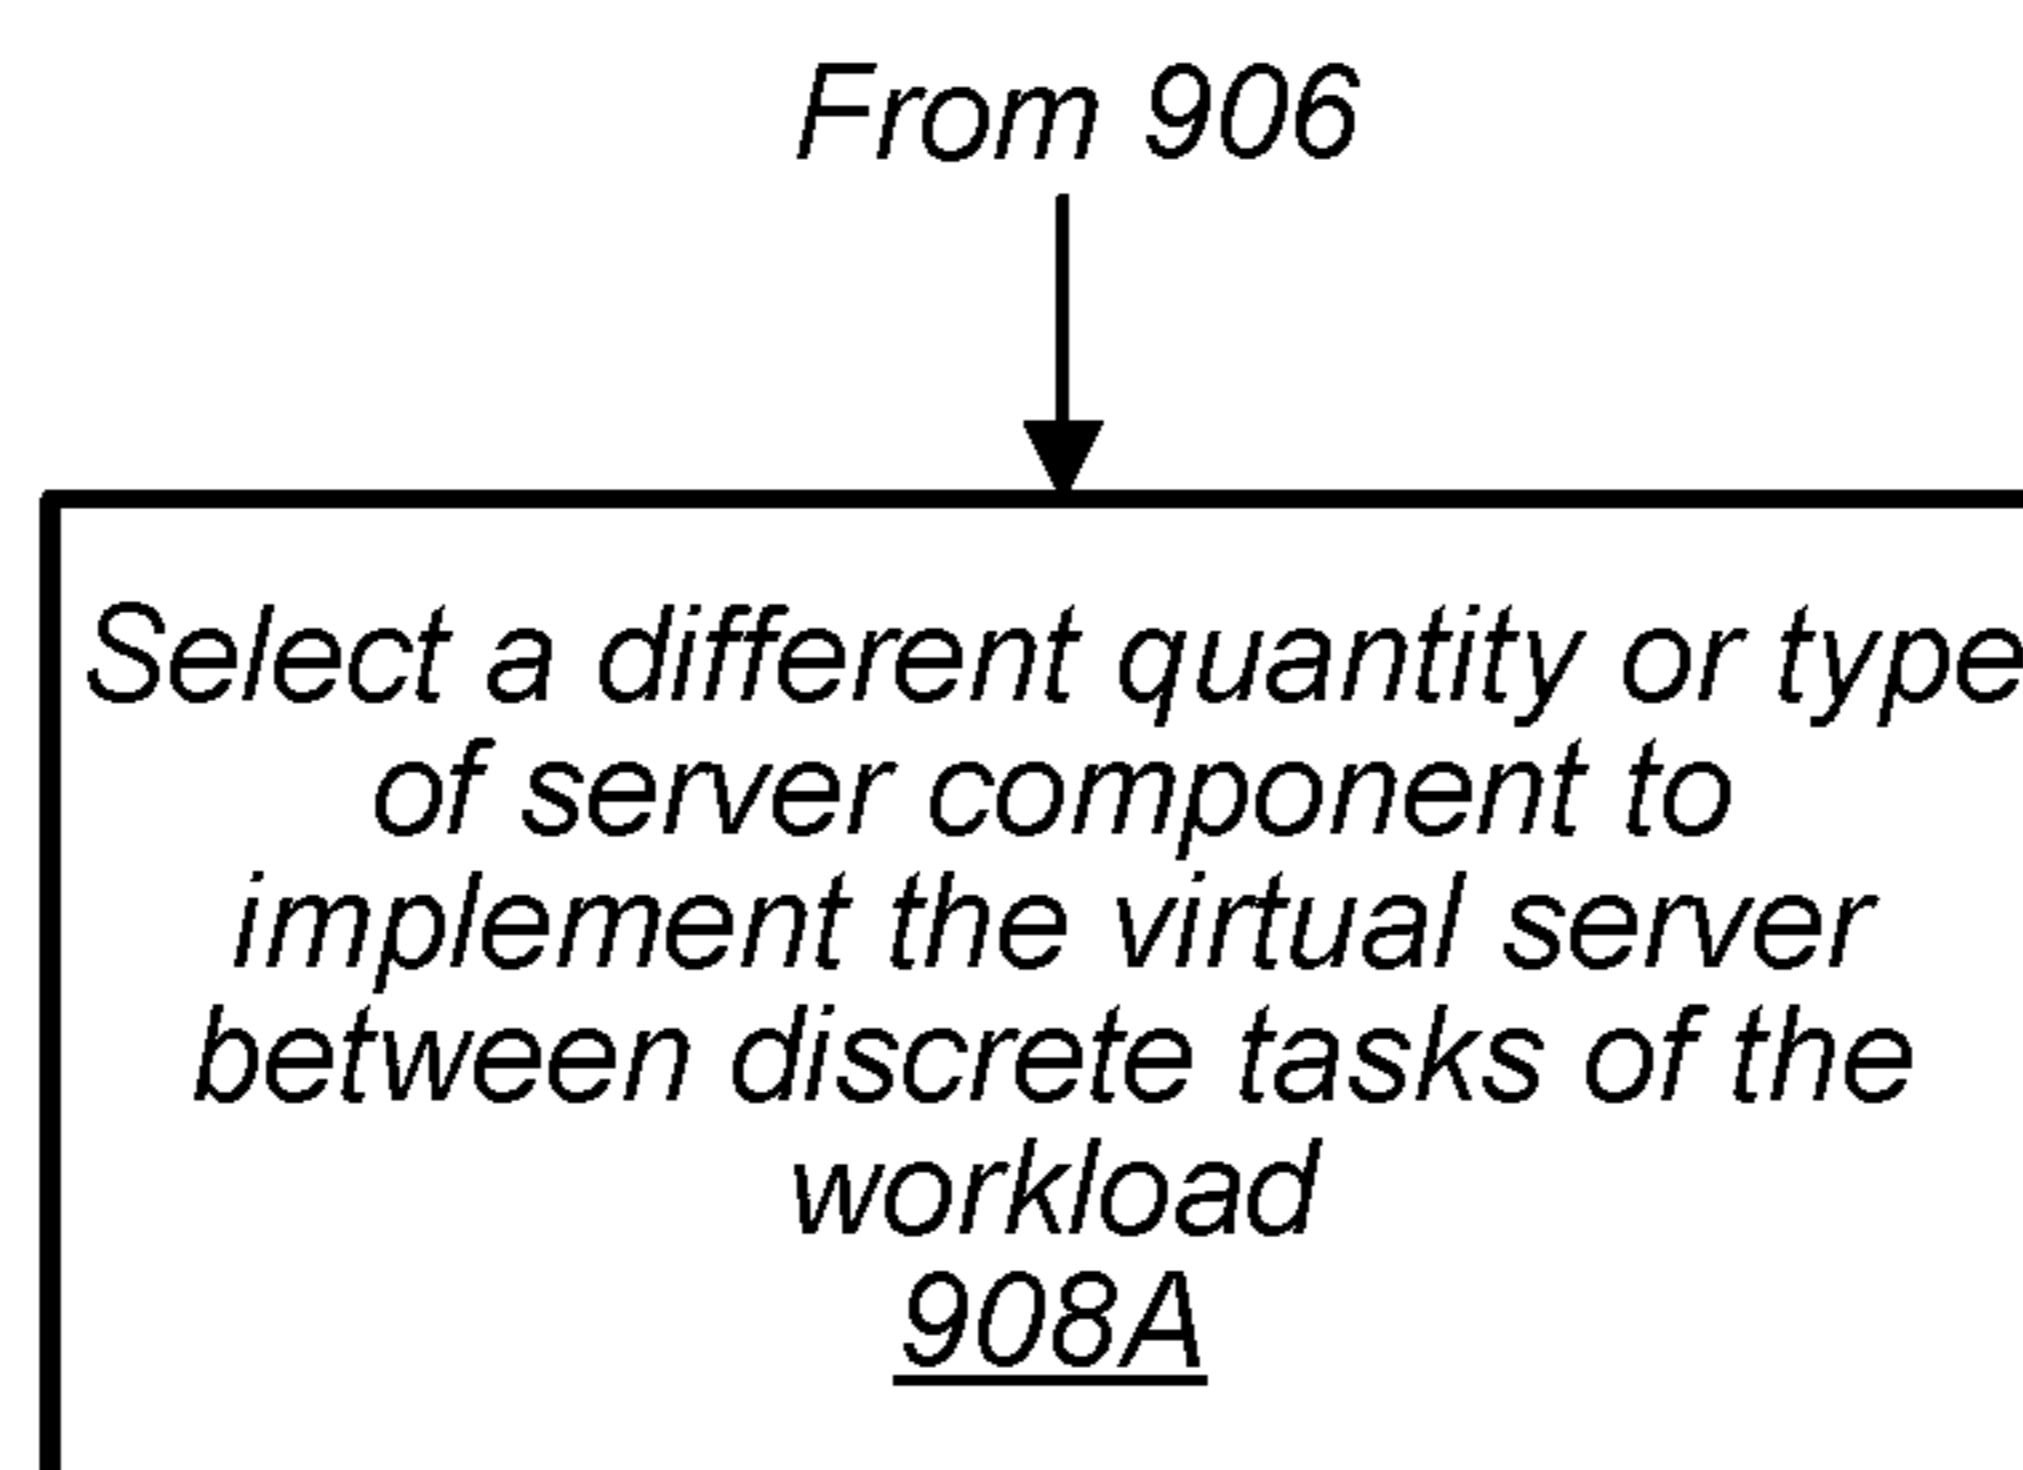 From 906
Select a different quantity or type
of server component to
implement the virtual server
between discrete tasks of the
workload
908A